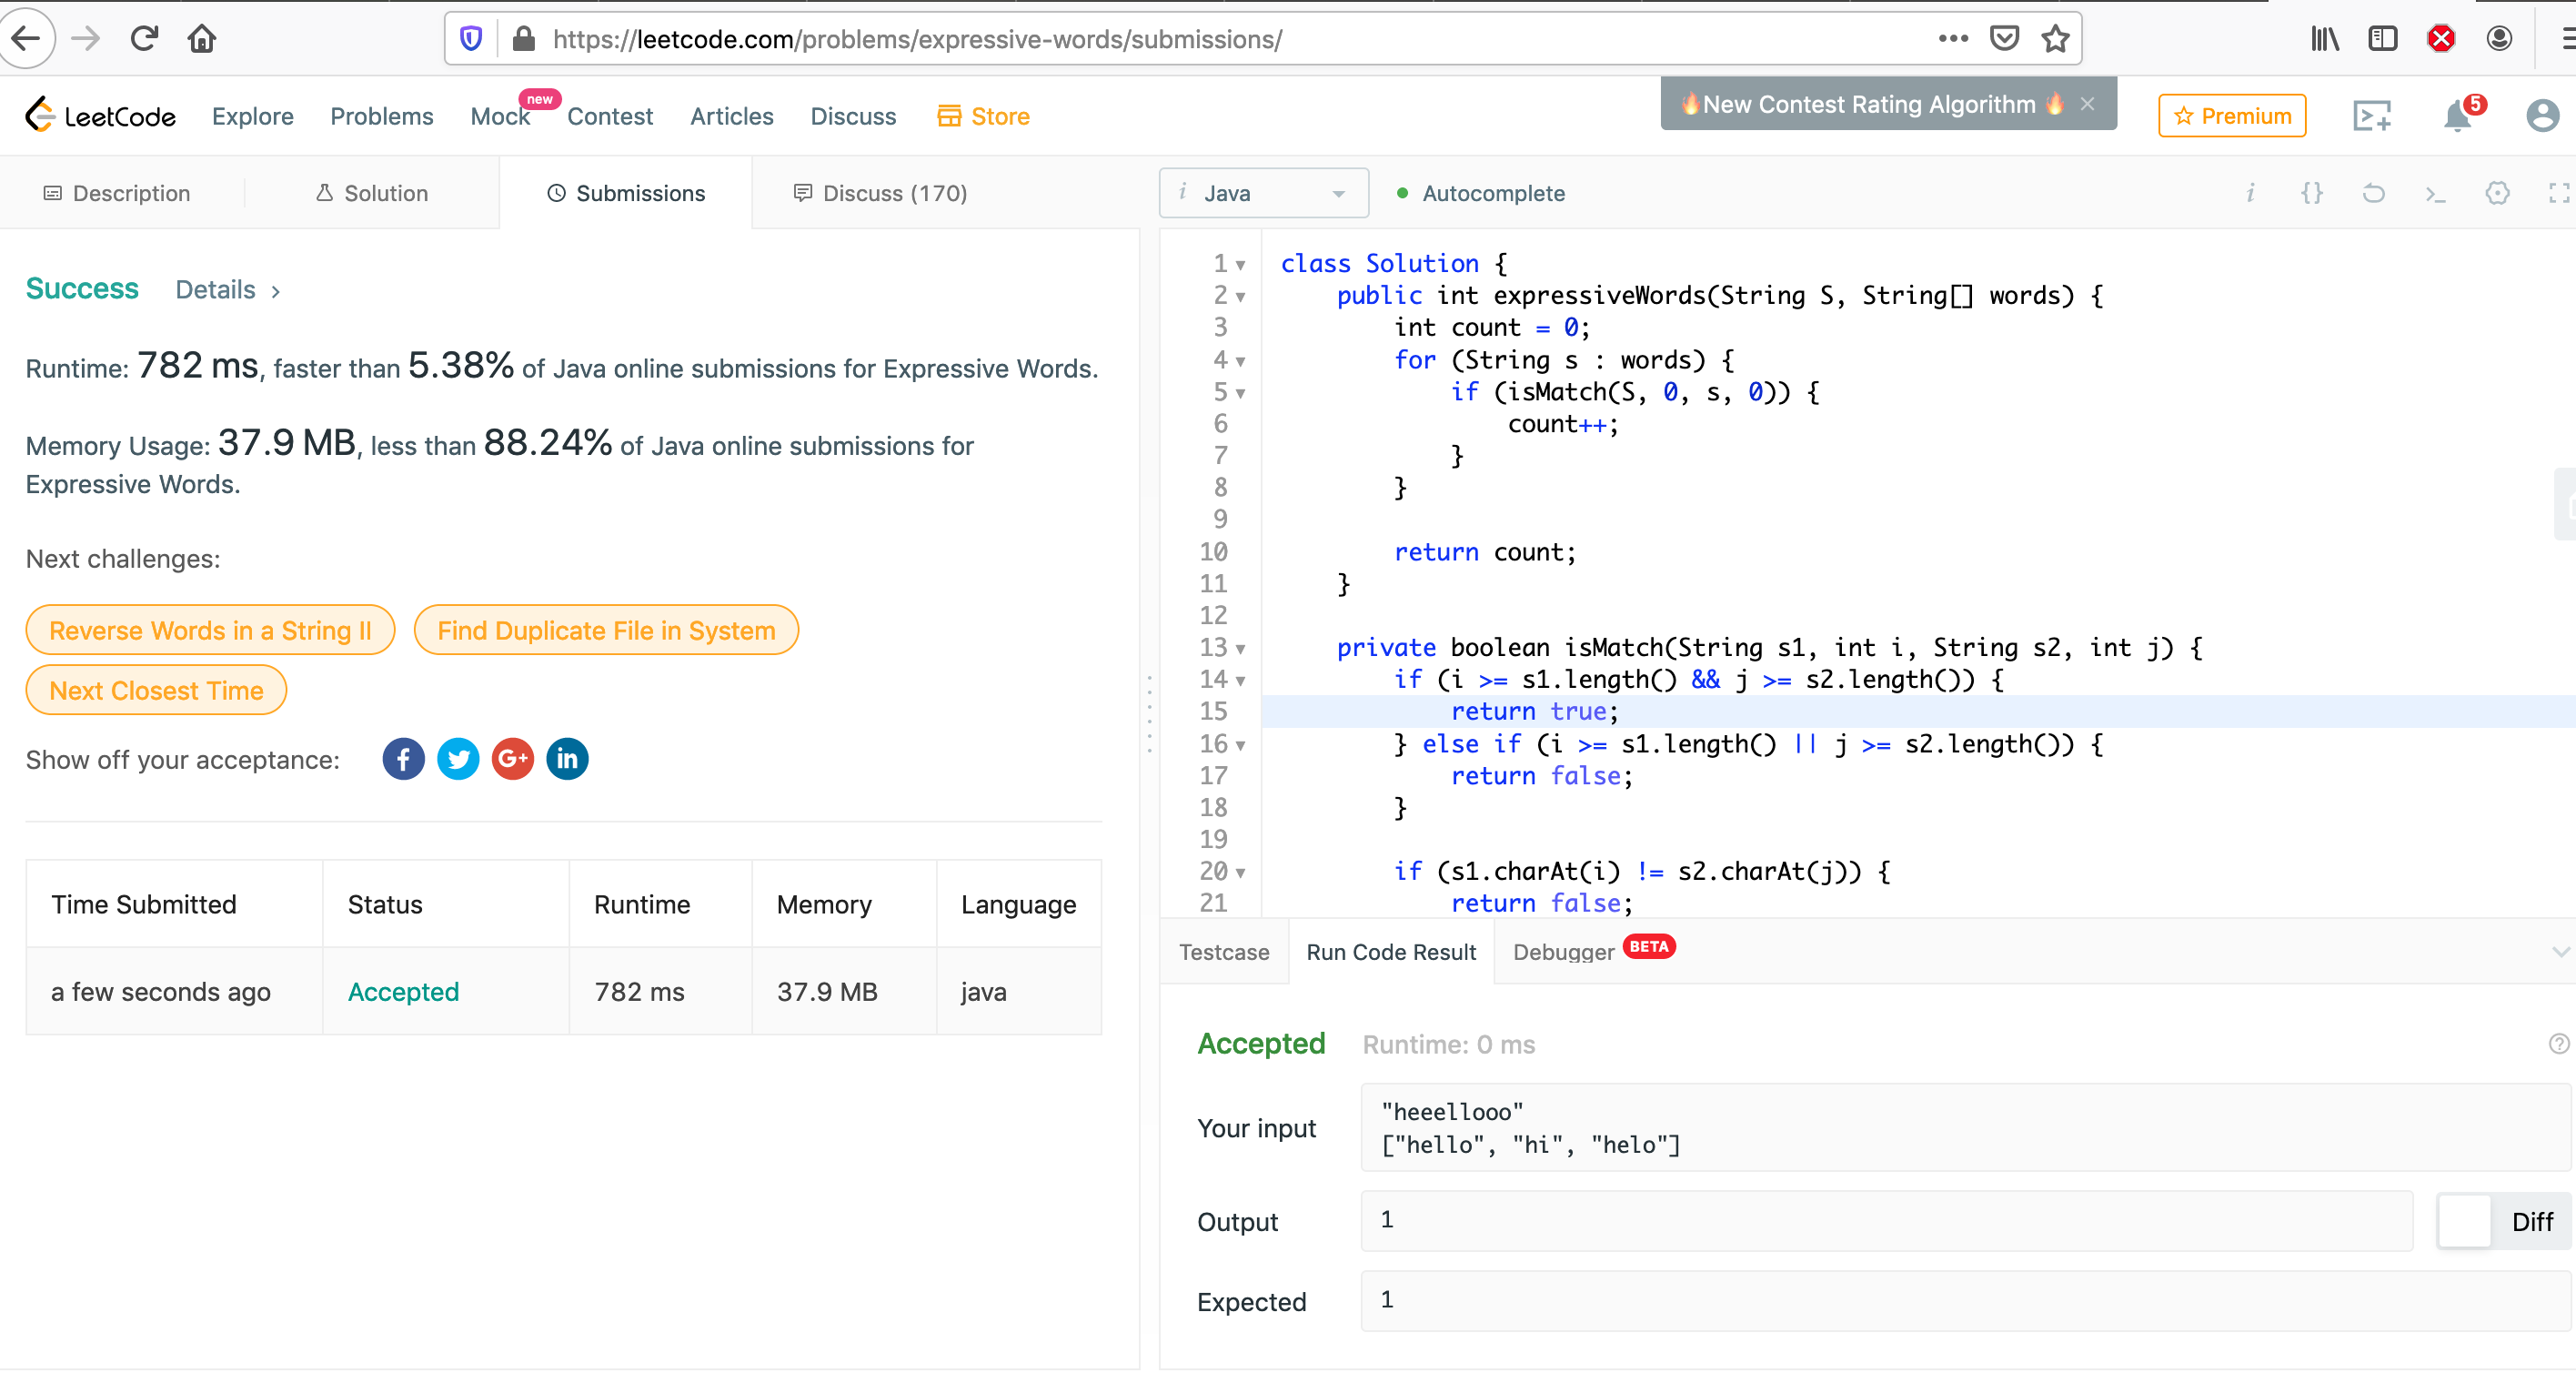 https://leetcode.com/problems/expressive-words/submissions/
LeetCode Explore Problems Mock new Contest Articles Discuss Store
🔥New Contest Rating Algorithm 🔥 ×
Premium
5
Description Solution Submissions Discuss (170)
i Java Autocomplete
Success Details
Runtime: 782 ms, faster than 5.38% of Java online submissions for Expressive Words.
Memory Usage: 37.9 MB, less than 88.24% of Java online submissions for
Expressive Words.
Next challenges:
Reverse Words in a String II Find Duplicate File in System
Next Closest Time
Show off your acceptance: f G+ in
Time Submitted Status Runtime Memory Language
a few seconds ago Accepted 782 ms 37.9 MB java
1 class Solution {
2 public int expressiveWords(String S, String[] words) {
3 int count = 0;
4 for (String s : words) {
5 if (isMatch(S, 0, s, 0)) {
6 count++;
7 }
8 }
9
10 return count;
11 }
12
13 private boolean isMatch(String s1, int i, String s2, int j) {
14 if (i >= s1.length() && j >= s2.length()) {
15 return true;
16 } else if (i >= s1.length() || j >= s2.length()) {
17 return false;
18 }
19
20 if (s1.charAt(i) != s2.charAt(j)) {
21 return false;
Testcase Run Code Result Debugger BETA
Accepted Runtime: 0 ms
Your input
"heeellooo"
["hello", "hi", "helo"]
Output 1 Diff
Expected 1